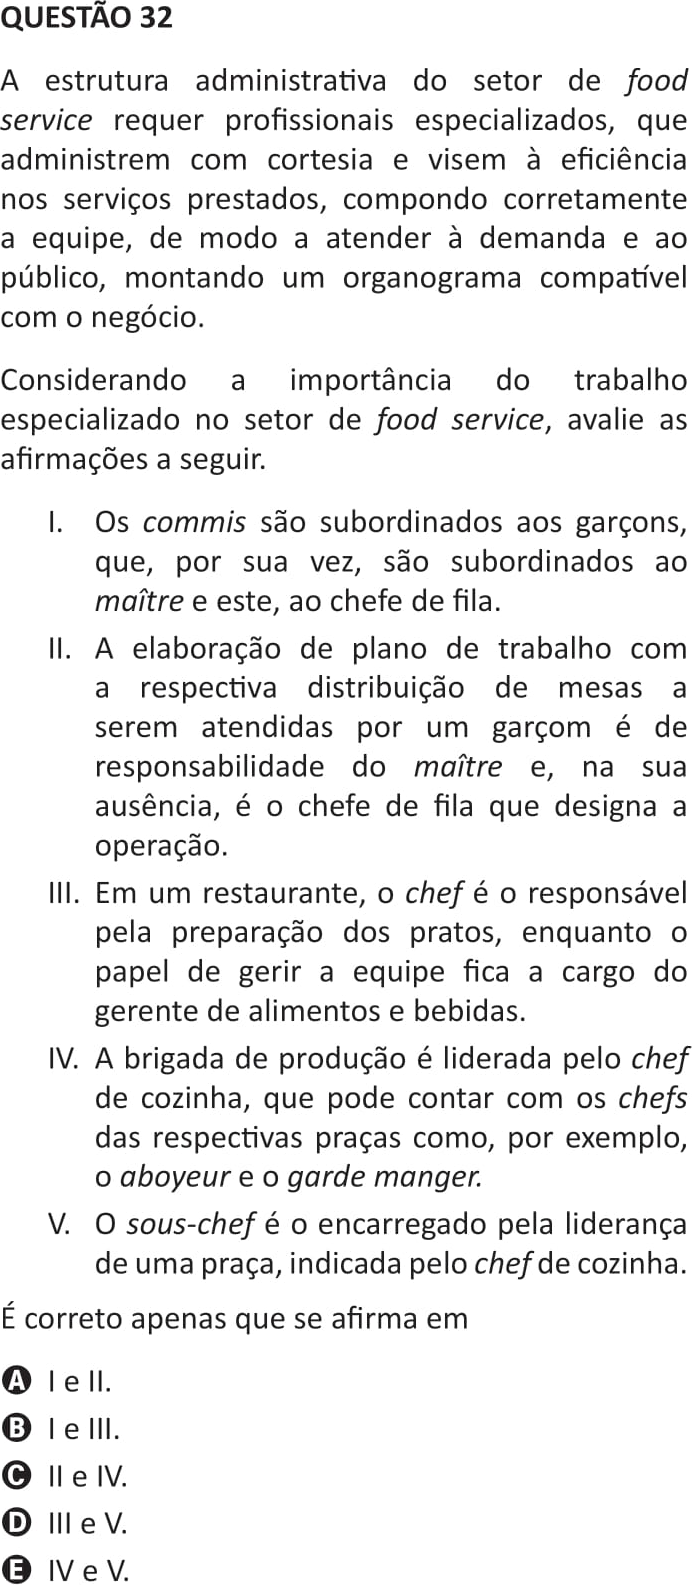 QUESTÃO 32
A estrutura administrativa do setor de food
service requer profissionais especializados, que
administrem com cortesia e visem à eficiência
nos serviços prestados, compondo corretamente
a equipe, de modo a atender à demanda e ao
público, montando um organograma compatível
com o negócio.
Considerando a importância do trabalho
especializado no setor de food service, avalie as
afirmações a seguir.
I. Os commis são subordinados aos garçons,
que, por sua vez, são subordinados ao
maître e este, ao chefe de fila.
II. A elaboração de plano de trabalho com
a respectiva distribuição de mesas a
serem atendidas por um garçom é de
responsabilidade do maître e, na sua
ausência, é o chefe de fila que designa a
operação.
III. Em um restaurante, o chef é o responsável
pela preparação dos pratos, enquanto o
papel de gerir a equipe fica a cargo do
gerente de alimentos e bebidas.
IV. A brigada de produção é liderada pelo chef
de cozinha, que pode contar com os chefs
das respectivas praças como, por exemplo,
o aboyeur e o garde manger.
V. O sous-chef é o encarregado pela liderança
de uma praça, indicada pelo chef de cozinha.
É correto apenas que se afirma em
A I e II.
B I e III.
C II e IV.
D III e V.
E IV e V.